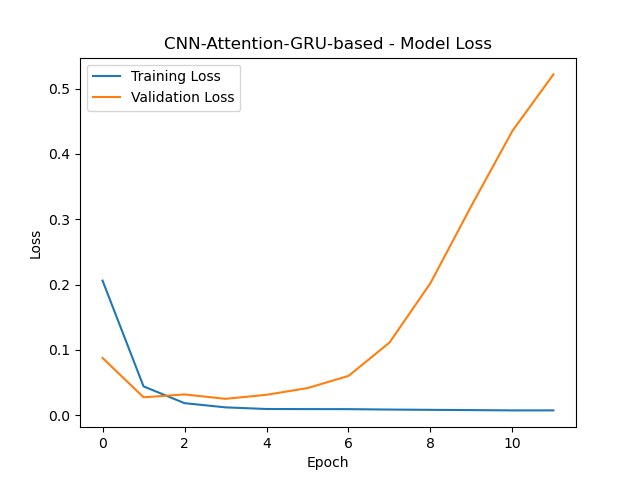 CNN-Attention-GRU-based - Model Loss
Training Loss
Validation Loss
0.5
0.4
0.3
0.2
0.1
0.0
Loss
0 2 4 6 8 10
Epoch